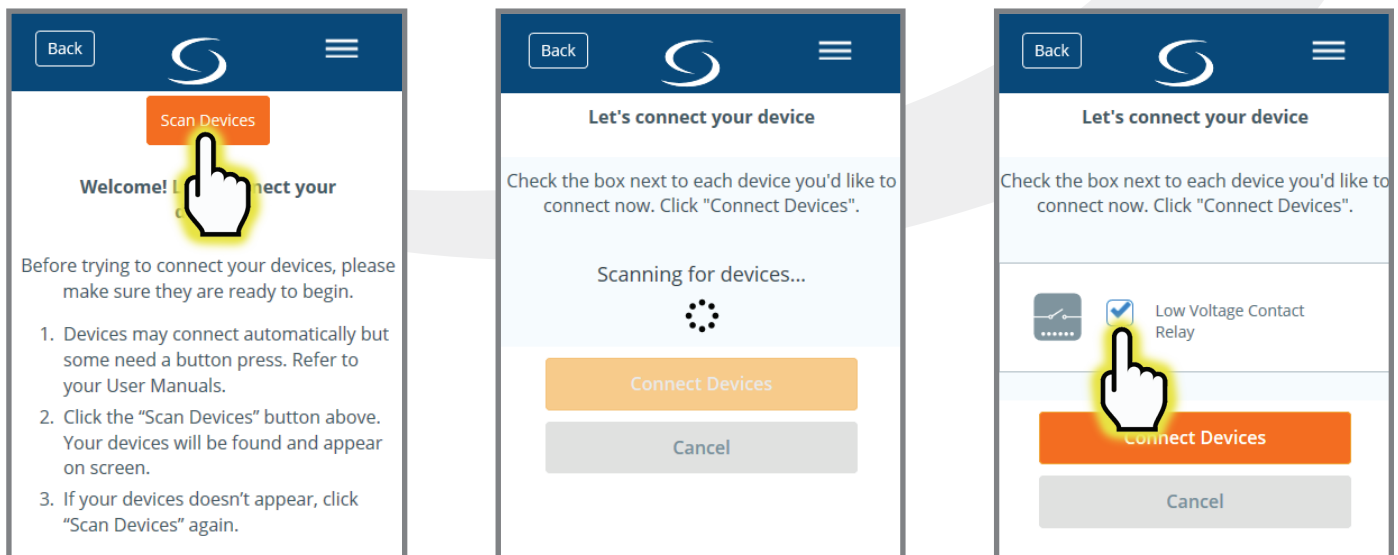 Back
Scan Devices
Welcome! L nect your
Before trying to connect your devices, please
make sure they are ready to begin.
1. Devices may connect automatically but
some need a button press. Refer to
your User Manuals.
2. Click the “Scan Devices” button above.
Your devices will be found and appear
on screen.
3. If your devices doesn’t appear, click
“Scan Devices” again.
Back
Let's connect your device
Check the box next to each device you'd like to
connect now. Click "Connect Devices".
Scanning for devices...
Connect Devices
Cancel
Back
Let's connect your device
Check the box next to each device you'd like to
connect now. Click "Connect Devices".
Low Voltage Contact
Relay
Connect Devices
Cancel